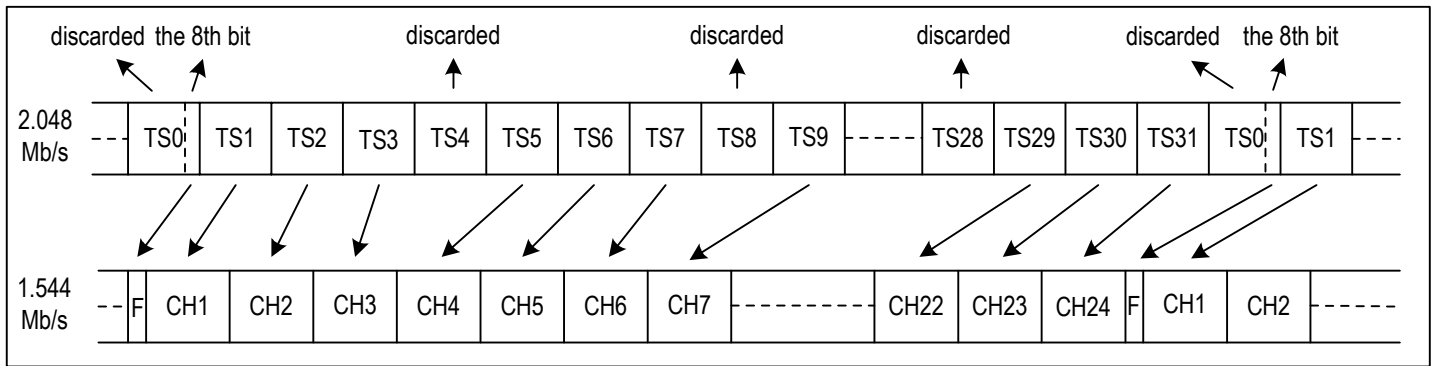 discarded the 8th bit discarded discarded discarded discarded the 8th bit
2.048
Mb/s
TS0 TS1 TS2 TS3 TS4 TS5 TS6 TS7 TS8 TS9 TS28 TS29 TS30 TS31 TS0 TS1
1.544
Mb/s
F CH1 CH2 CH3 CH4 CH5 CH6 CH7 CH22 CH23 CH24 F CH1 CH2